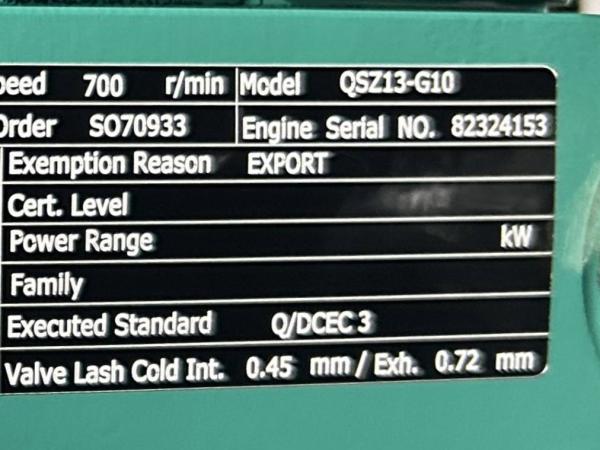 peed 700 r/min Model QSZ13-G10
Order SO70933 Engine Serial NO. 82324153
Exemption Reason EXPORT
Cert. Level
Power Range kW
Family
Executed Standard Q/DCEC 3
Valve Lash Cold Int. 0.45 mm / Exh. 0.72 mm